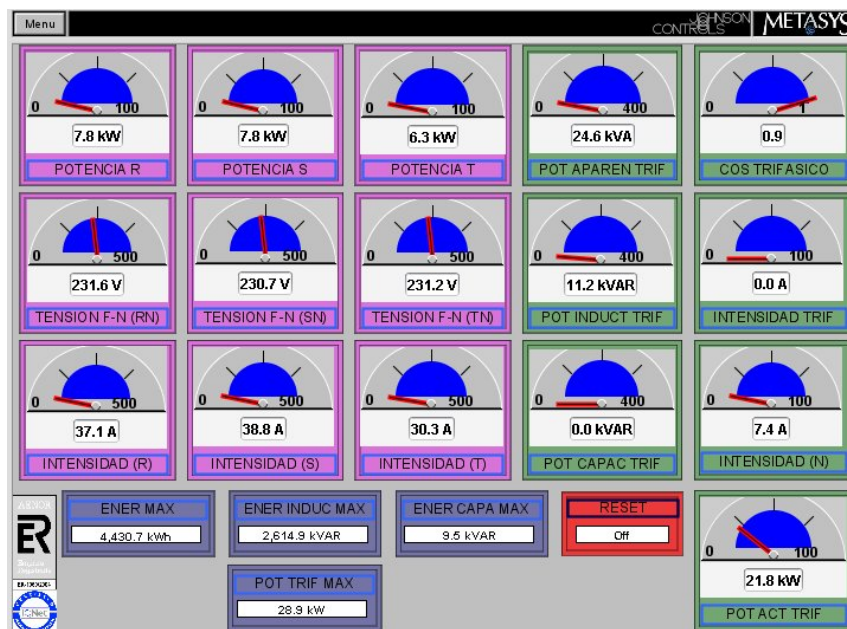 Menu
JOHNSON CONTROLS METASYS
0 100 0 100 0 100 0 400 1
7.8 kW 7.8 kW 6.3 kW 24.6 kVA 0.9
POTENCIA R POTENCIA S POTENCIA T POT APAREN TRIF COS TRIFASICO
0 500 0 500 0 500 0 400 0 100
231.6 V 230.7 V 231.2 V 11.2 kVAR 0.0 A
TENSION F-N (RN) TENSION F-N (SN) TENSION F-N (TN) POT INDUCT TRIF INTENSIDAD TRIF
0 500 0 500 0 500 0 400 0 100
37.1 A 38.8 A 30.3 A 0.0 kVAR 7.4 A
INTENSIDAD (R) INTENSIDAD (S) INTENSIDAD (T) POT CAPAC TRIF INTENSIDAD (N)
AENOR
ER
ENER MAX ENER INDUC MAX ENER CAPA MAX RESET
4,430.7 kWh 2,614.9 kVAR 9.5 kVAR Off
0 100
21.8 kW
POT ACT TRIF
POT TRIF MAX
28.9 kW
IQNet